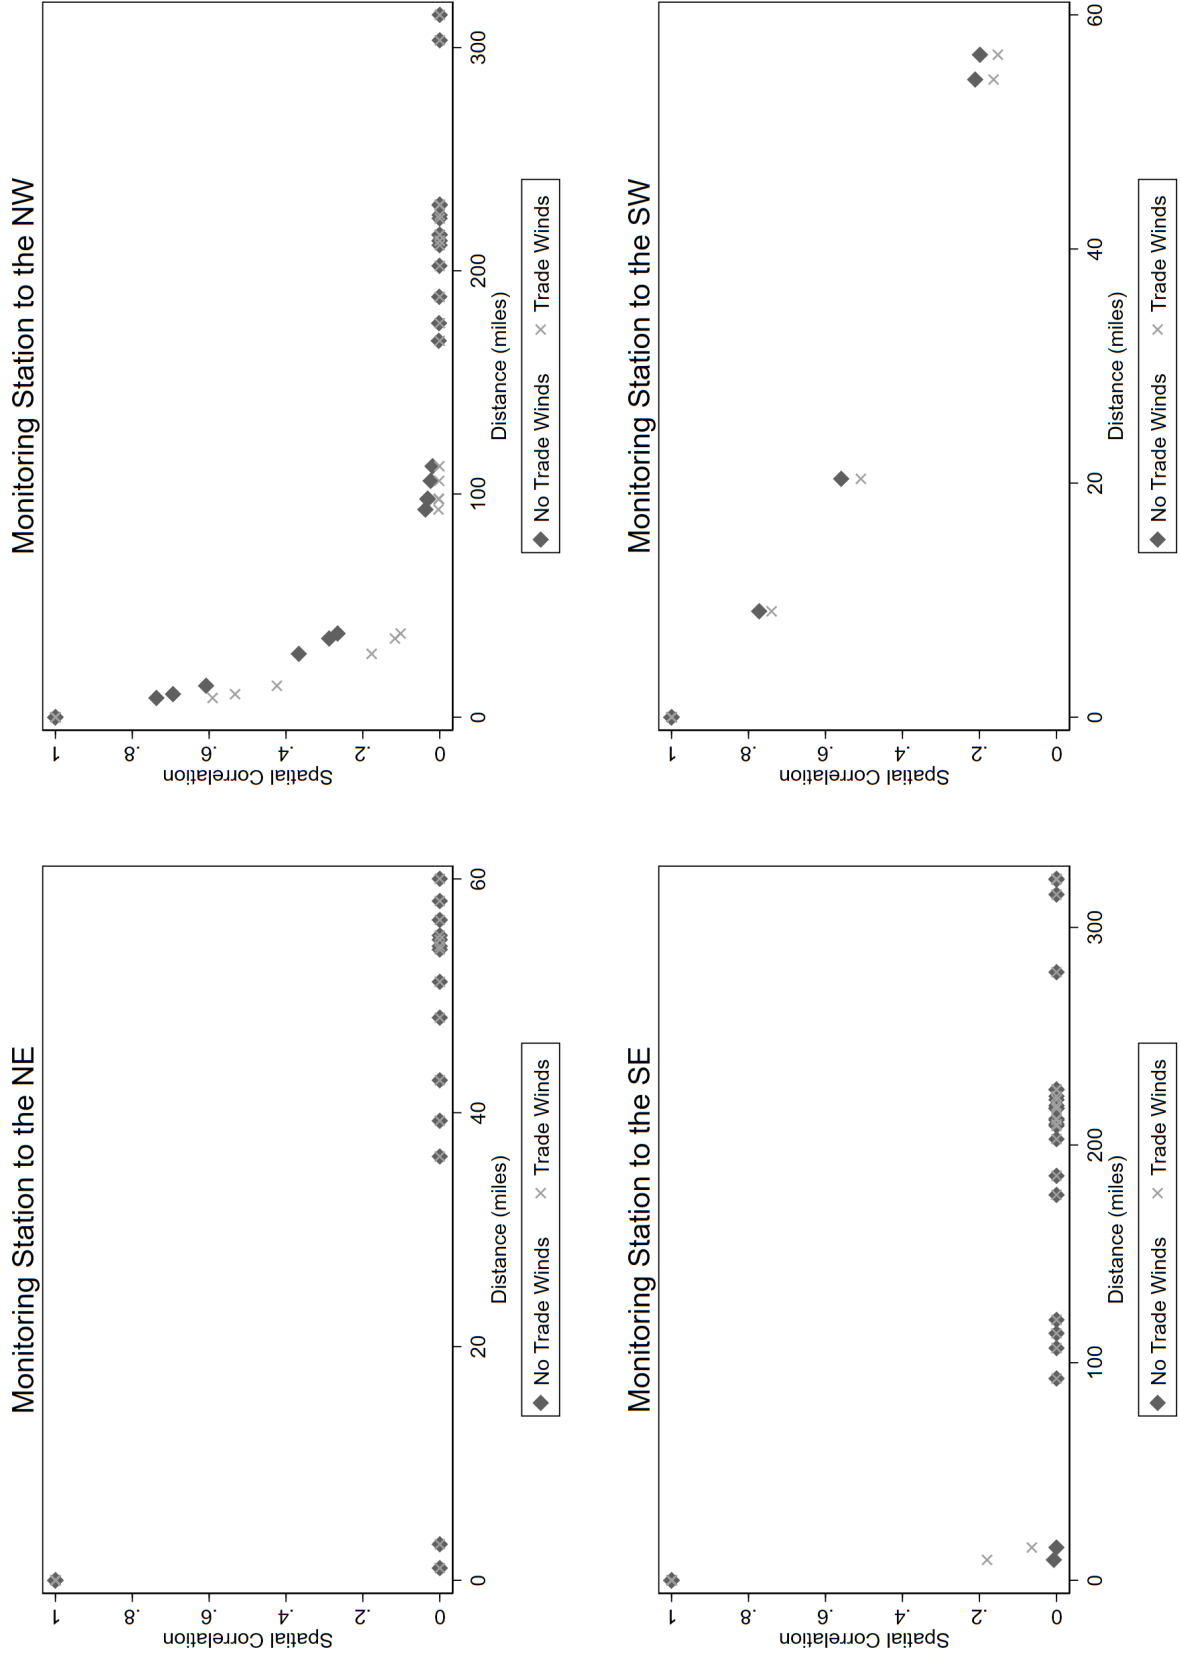 Monitoring Station to the NE
Spatial Correlation
1
.8
.6
.4
.2
0
0
20
40
60
Distance (miles)
No Trade Winds
Trade Winds
Monitoring Station to the NW
Spatial Correlation
1
.8
.6
.4
.2
0
0
100
200
300
Distance (miles)
No Trade Winds
Trade Winds
Monitoring Station to the SE
Spatial Correlation
1
.8
.6
.4
.2
0
0
100
200
300
Distance (miles)
No Trade Winds
Trade Winds
Monitoring Station to the SW
Spatial Correlation
1
.8
.6
.4
.2
0
0
20
40
60
Distance (miles)
No Trade Winds
Trade Winds